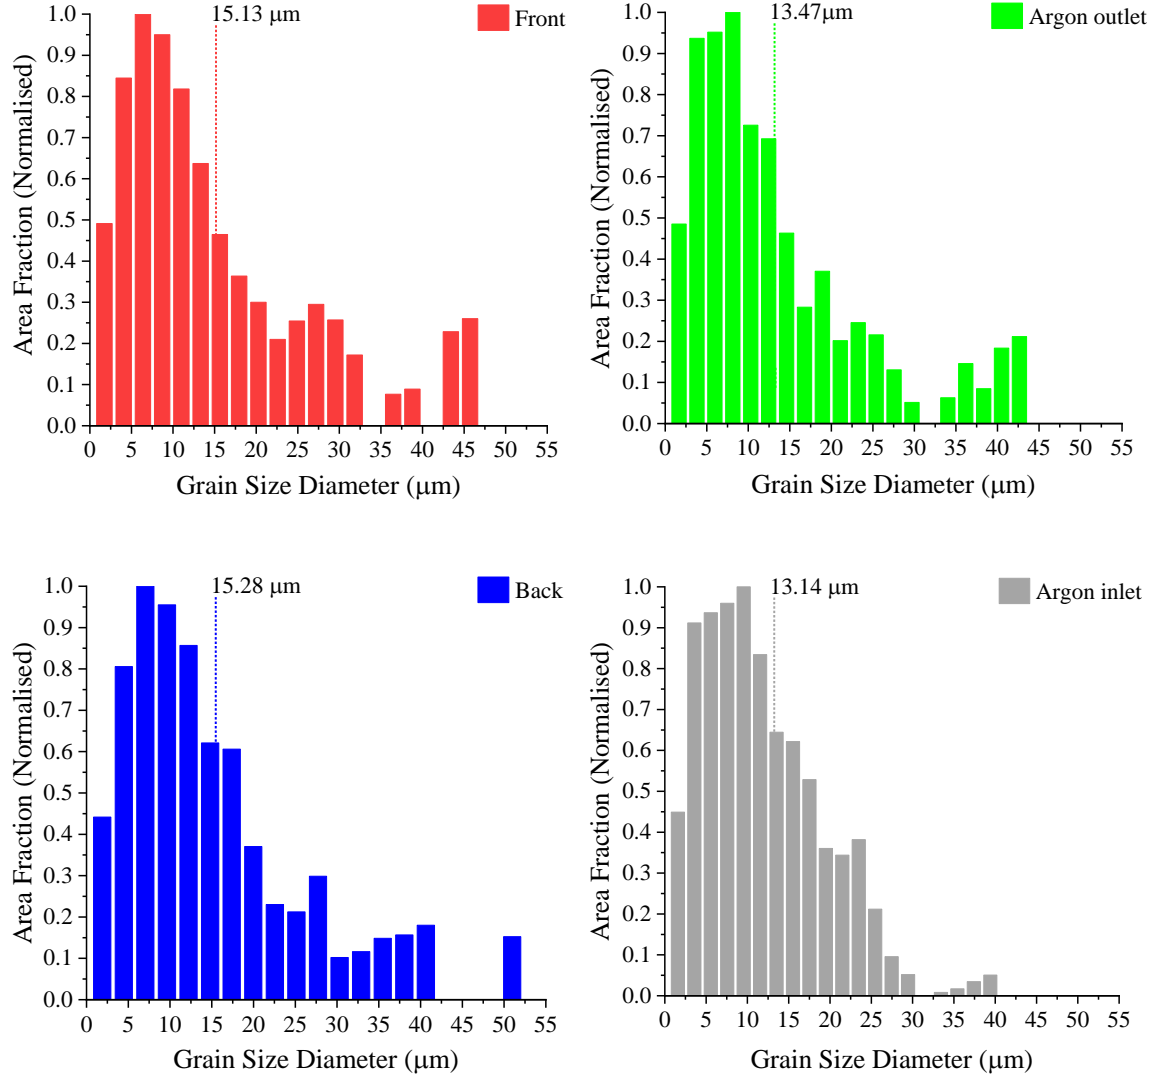 15.13 μm
Front
Area Fraction (Normalised)
1.0
0.9
0.8
0.7
0.6
0.5
0.4
0.3
0.2
0.1
0.0
0 5 10 15 20 25 30 35 40 45 50 55
Grain Size Diameter (μm)
13.47μm
Argon outlet
Area Fraction (Normalised)
1.0
0.9
0.8
0.7
0.6
0.5
0.4
0.3
0.2
0.1
0.0
0 5 10 15 20 25 30 35 40 45 50 55
Grain Size Diameter (μm)
15.28 μm
Back
Area Fraction (Normalised)
1.0
0.9
0.8
0.7
0.6
0.5
0.4
0.3
0.2
0.1
0.0
0 5 10 15 20 25 30 35 40 45 50 55
Grain Size Diameter (μm)
13.14 μm
Argon inlet
Area Fraction (Normalised)
1.0
0.9
0.8
0.7
0.6
0.5
0.4
0.3
0.2
0.1
0.0
0 5 10 15 20 25 30 35 40 45 50 55
Grain Size Diameter (μm)